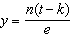 y = n(t − k) / e